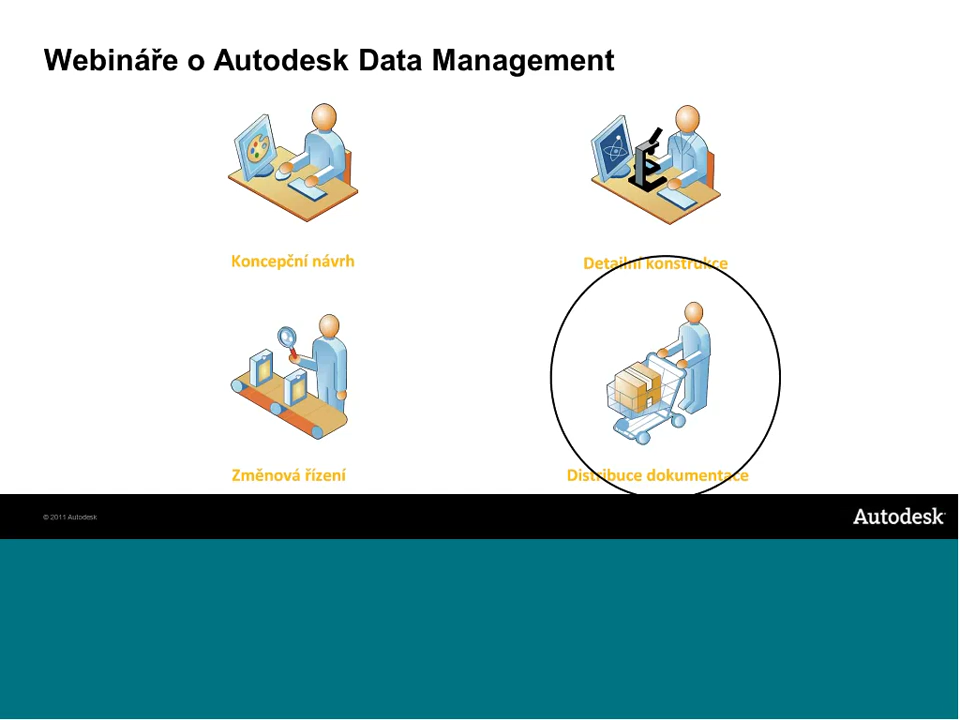 Webináře o Autodesk Data Management
Koncepční návrh
Detailní konstrukce
Změnová řízení
Distribuce dokumentace
© 2011 Autodesk
Autodesk